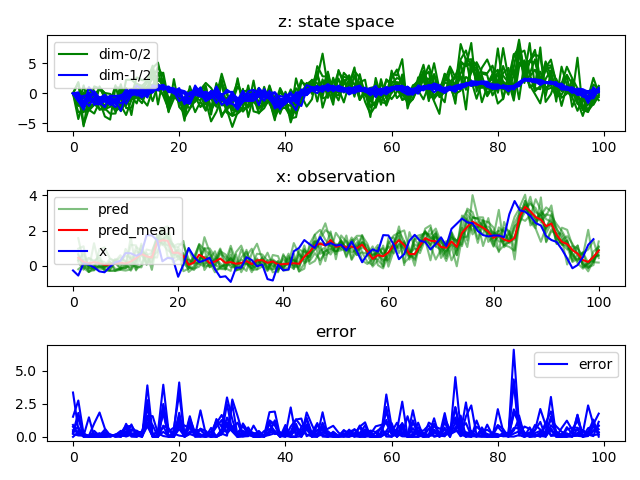 z: state space
dim-0/2
dim-1/2
5
0
−5
0 20 40 60 80 100
x: observation
pred
pred_mean
x
4
2
0
0 20 40 60 80 100
error
error
5.0
2.5
0.0
0 20 40 60 80 100